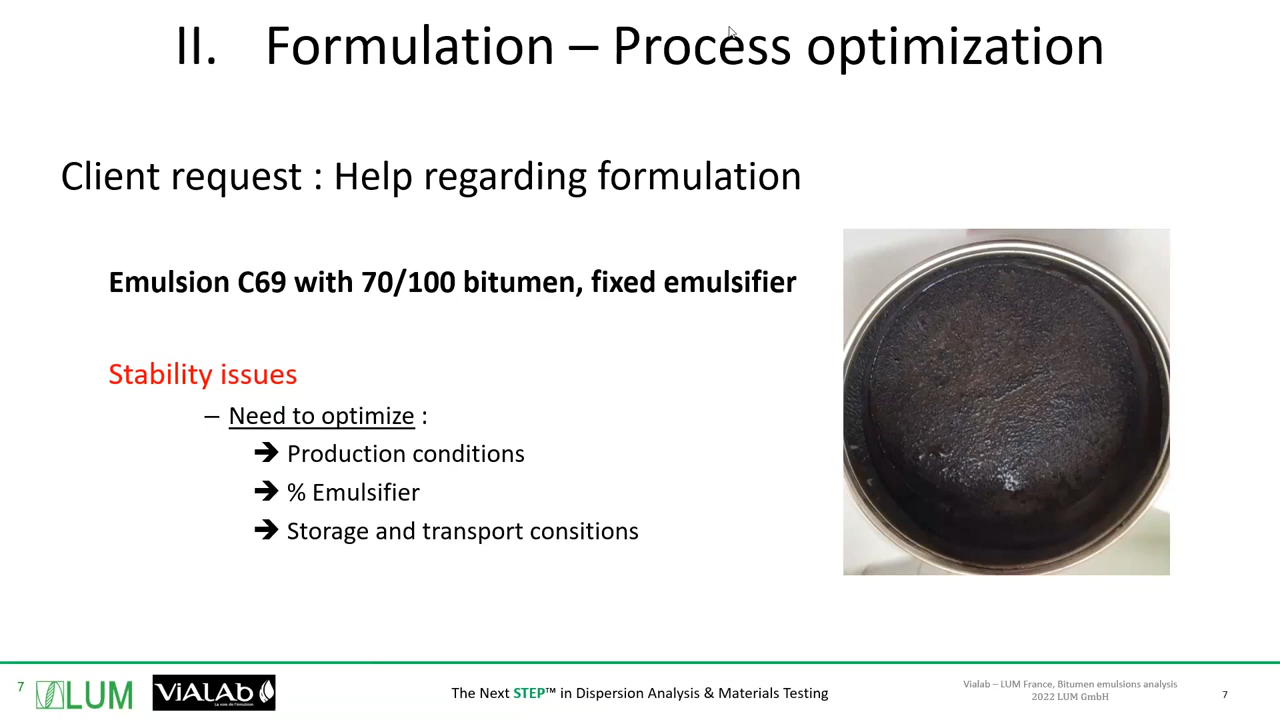 II. Formulation – Process optimization
Client request : Help regarding formulation
Emulsion C69 with 70/100 bitumen, fixed emulsifier
Stability issues
– Need to optimize :
➔ Production conditions
➔ % Emulsifier
➔ Storage and transport consitions
7
LUM
ViALAb
La voie de l'émulsion
The Next STEP™ in Dispersion Analysis & Materials Testing
Vialab – LUM France, Bitumen emulsions analysis
2022 LUM GmbH
7